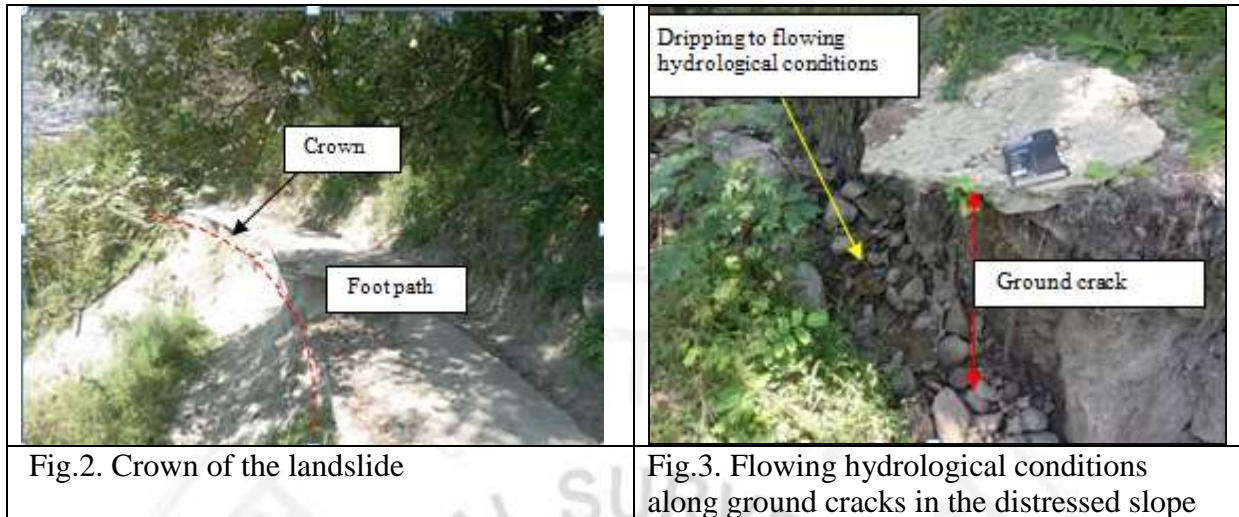 Crown
Foot path
Fig.2. Crown of the landslide
Dripping to flowing
hydrological conditions
Ground crack
Fig.3. Flowing hydrological conditions
along ground cracks in the distressed slope